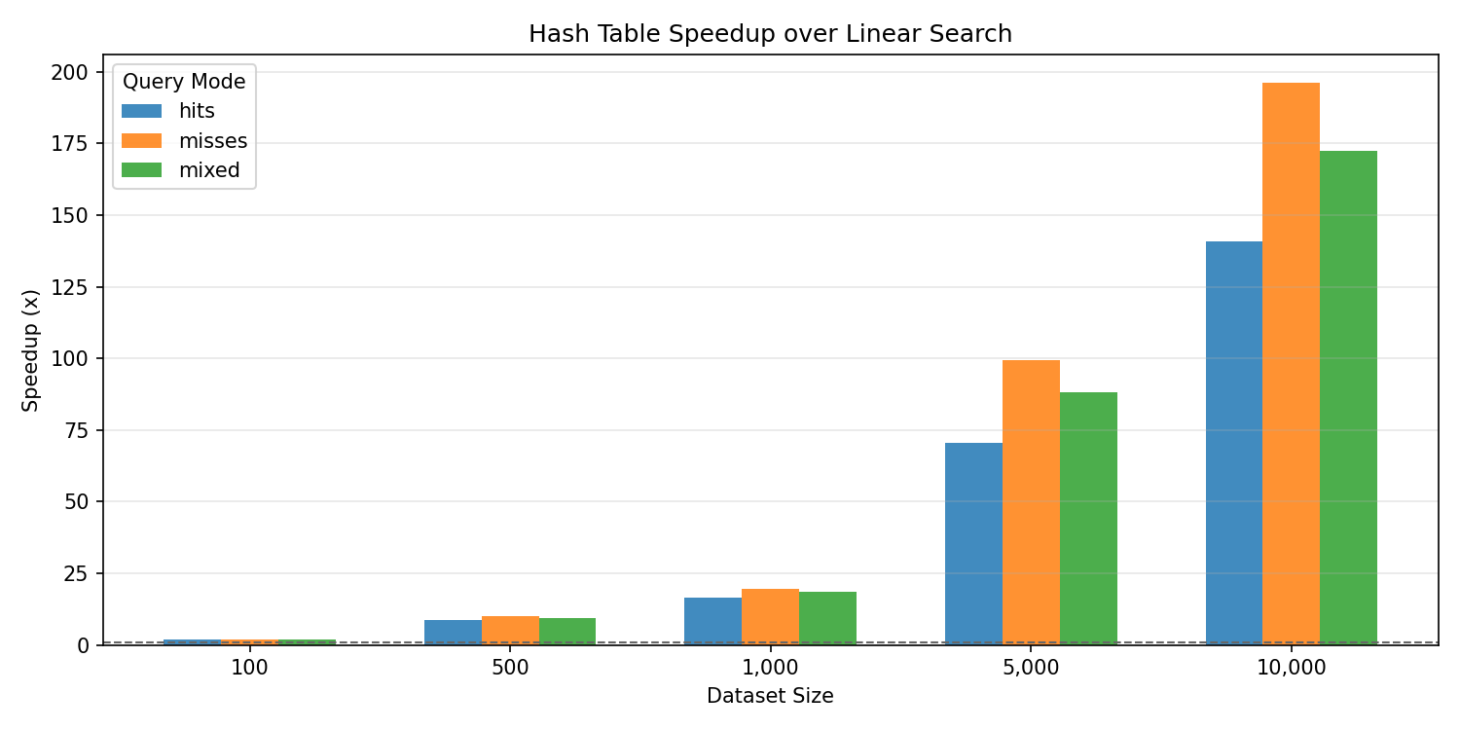 Hash Table Speedup over Linear Search
Query Mode
hits
misses
mixed
200
175
150
125
100
75
50
25
0
Speedup (x)
100 500 1,000 5,000 10,000
Dataset Size